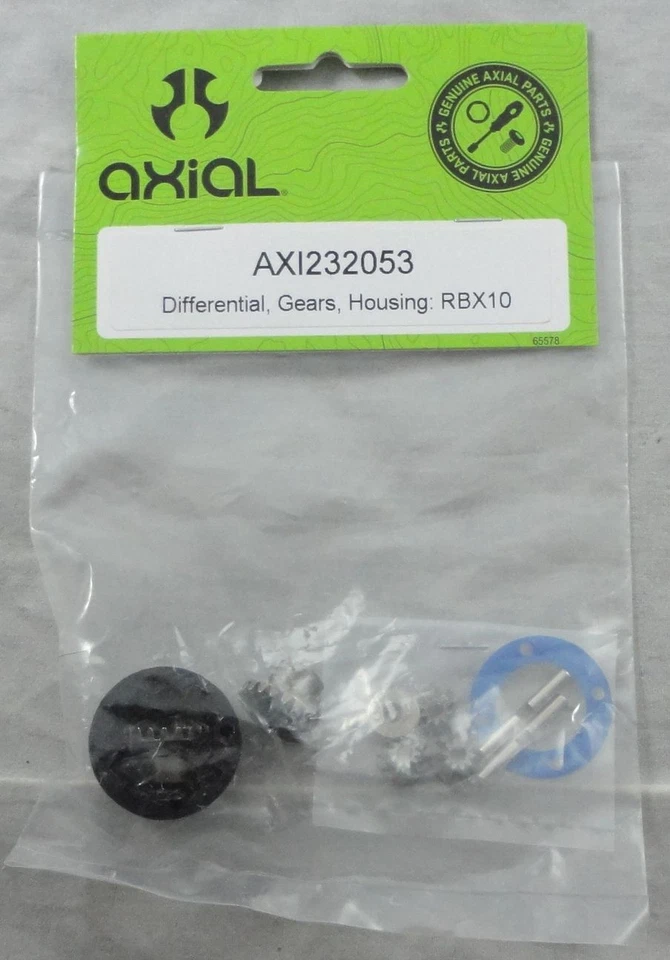 axial
GENUINE AXIAL PARTS
GENUINE AXIAL PARTS
AXI232053
Differential, Gears, Housing: RBX10
65578